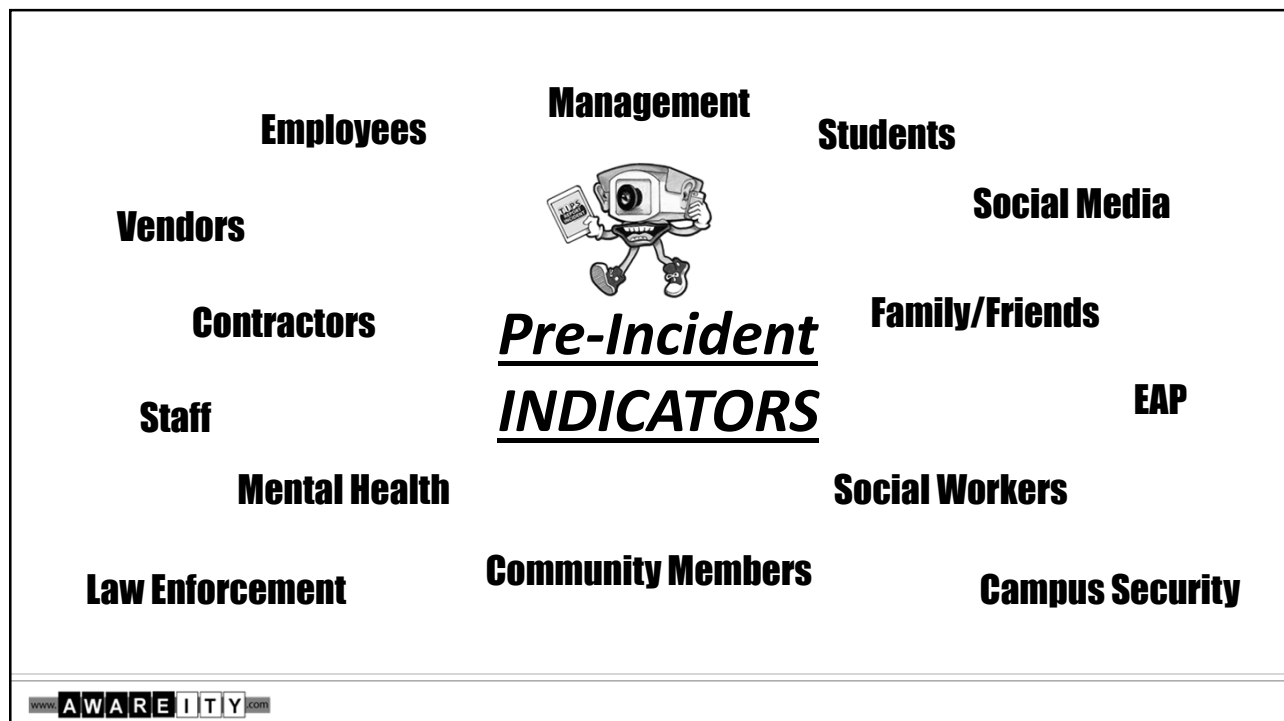 Management
Employees
Students
Social Media
Vendors
TIPS
Contractors
Family/Friends
Pre-Incident
INDICATORS
Staff
EAP
Mental Health
Social Workers
Law Enforcement
Community Members
Campus Security
www.AWAREITY.com